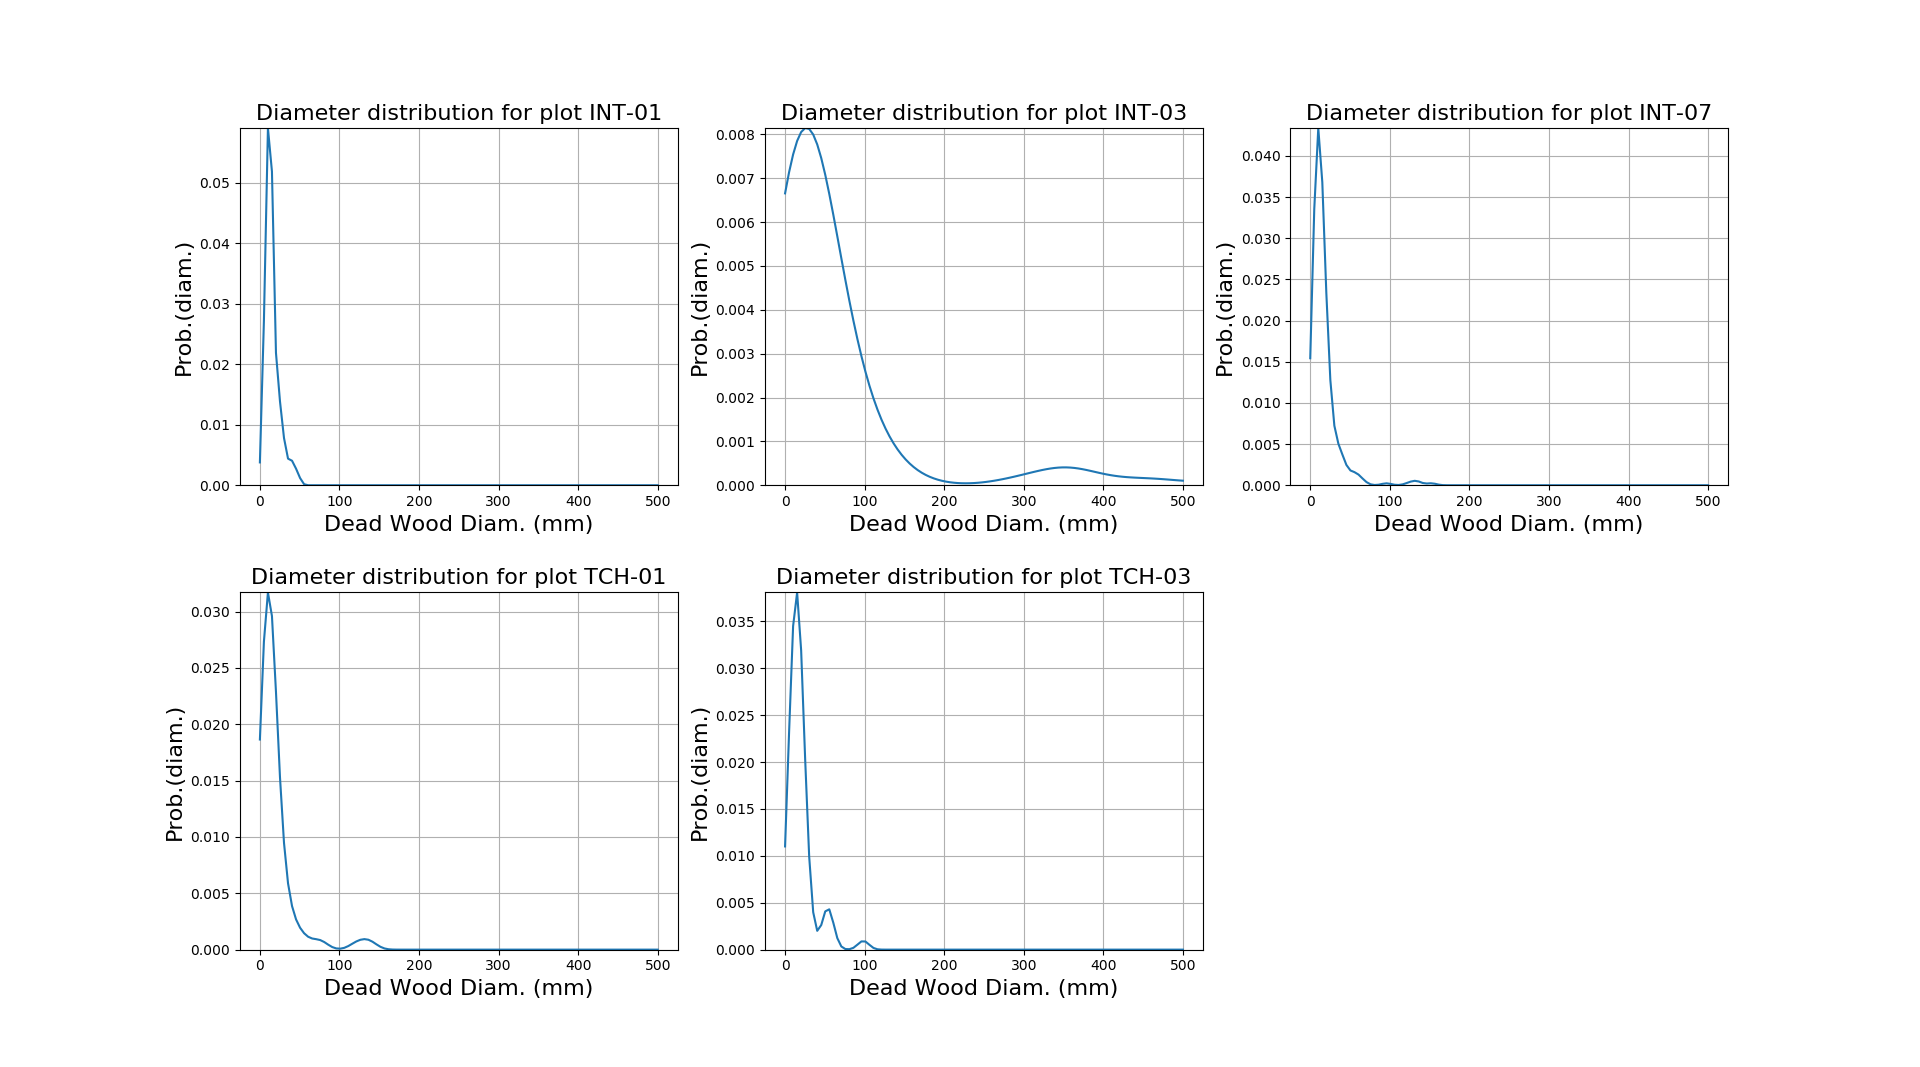 Diameter distribution for plot INT-01
Prob.(diam.)
0.05
0.04
0.03
0.02
0.01
0.00
0 100 200 300 400 500
Dead Wood Diam. (mm)
Diameter distribution for plot INT-03
Prob.(diam.)
0.008
0.007
0.006
0.005
0.004
0.003
0.002
0.001
0.000
0 100 200 300 400 500
Dead Wood Diam. (mm)
Diameter distribution for plot INT-07
Prob.(diam.)
0.040
0.035
0.030
0.025
0.020
0.015
0.010
0.005
0.000
0 100 200 300 400 500
Dead Wood Diam. (mm)
Diameter distribution for plot TCH-01
Prob.(diam.)
0.030
0.025
0.020
0.015
0.010
0.005
0.000
0 100 200 300 400 500
Dead Wood Diam. (mm)
Diameter distribution for plot TCH-03
Prob.(diam.)
0.035
0.030
0.025
0.020
0.015
0.010
0.005
0.000
0 100 200 300 400 500
Dead Wood Diam. (mm)